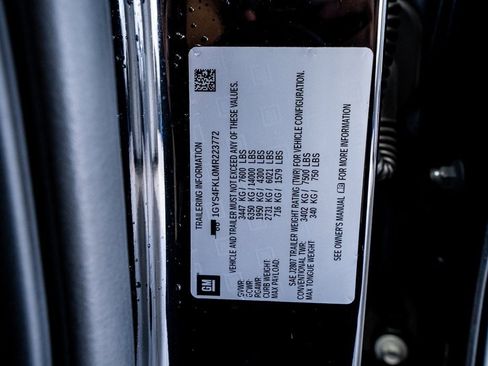 TRAILERING INFORMATION
1GYS4FKL0MR223772
VEHICLE AND TRAILER MUST NOT EXCEED ANY OF THESE VALUES.
GVWR: 3447 KG / 7600 LBS
GCWR: 6350 KG / 14000 LBS
RGAWR: 1950 KG / 4300 LBS
CURB WEIGHT: 2731 KG / 6021 LBS
MAX PAYLOAD: 716 KG / 1579 LBS
SAE J2807 TRAILER WEIGHT RATING (TWR) FOR VEHICLE CONFIGURATION.
CONVENTIONAL TWR: 3402 KG / 7500 LBS
MAX TONGUE WEIGHT: 340 KG / 750 LBS
SEE OWNER'S MANUAL FOR MORE INFORMATION
GM